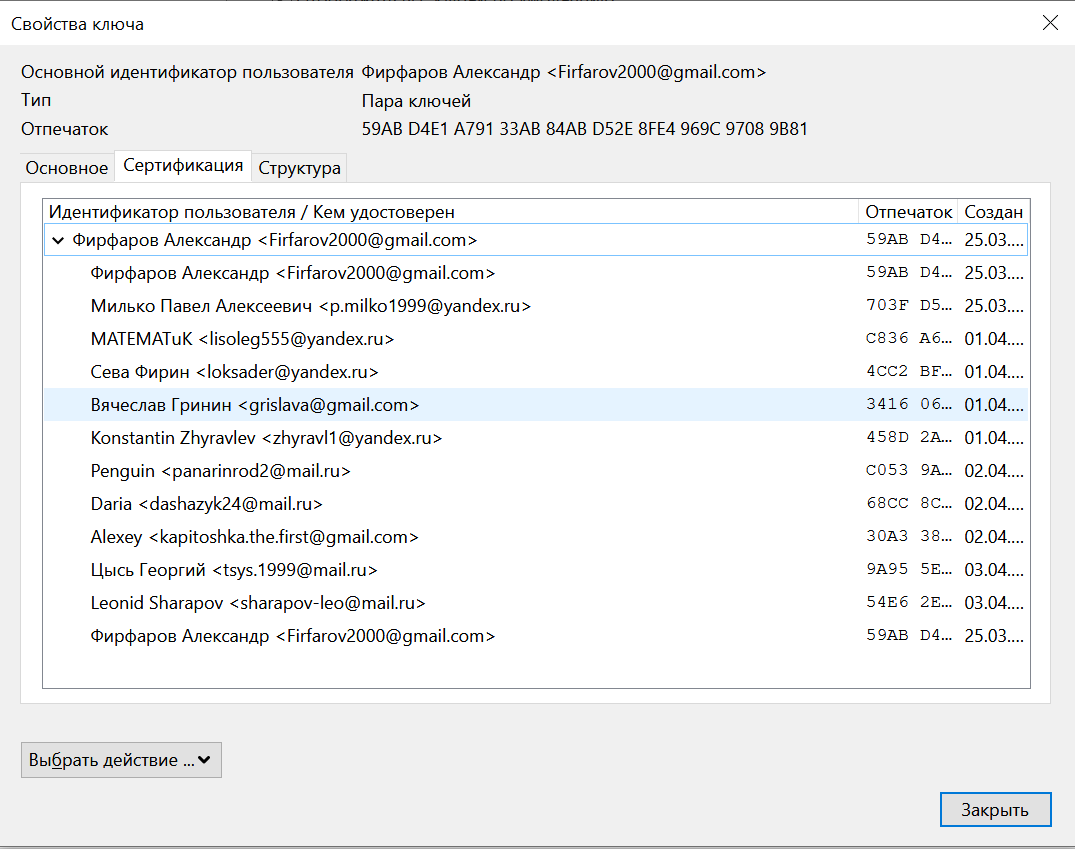 Свойства ключа
Основной идентификатор пользователя Фирфаров Александр <Firfarov2000@gmail.com>
Тип Пара ключей
Отпечаток 59AB D4E1 A791 33AB 84AB D52E 8FE4 969C 9708 9B81
Основное Сертификация Структура
Идентификатор пользователя / Кем удостоверен Отпечаток Создан
Фирфаров Александр <Firfarov2000@gmail.com> 59AB D4... 25.03....
Фирфаров Александр <Firfarov2000@gmail.com> 59AB D4... 25.03....
Милько Павел Алексеевич <p.milko1999@yandex.ru> 703F D5... 25.03....
MATEMATuK <lisoleg555@yandex.ru> C836 A6... 01.04....
Сева Фирин <loksader@yandex.ru> 4CC2 BF... 01.04....
Вячеслав Гринин <grislava@gmail.com> 3416 06... 01.04....
Konstantin Zhyravlev <zhyravl1@yandex.ru> 458D 2A... 01.04....
Penguin <panarinrod2@mail.ru> C053 9A... 02.04....
Daria <dashazyk24@mail.ru> 68CC 8C... 02.04....
Alexey <kapitoshka.the.first@gmail.com> 30A3 38... 02.04....
Цысь Георгий <tsys.1999@mail.ru> 9A95 5E... 03.04....
Leonid Sharapov <sharapov-leo@mail.ru> 54E6 2E... 03.04....
Фирфаров Александр <Firfarov2000@gmail.com> 59AB D4... 25.03....
Выбрать действие ...
Закрыть